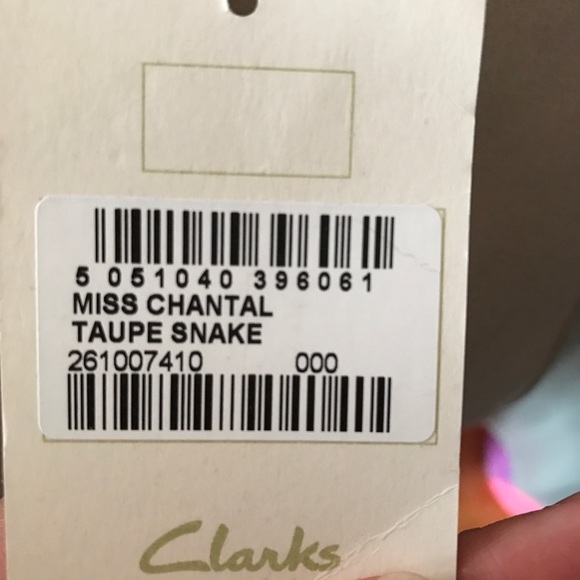 5 051040 396061
MISS CHANTAL
TAUPE SNAKE
261007410 000
Clarks